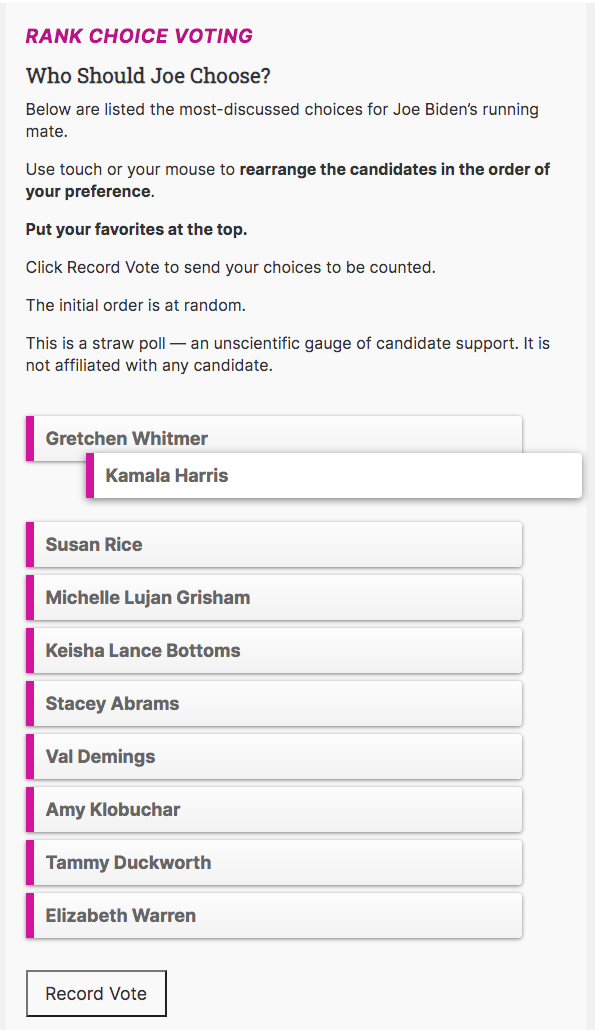 RANK CHOICE VOTING
Who Should Joe Choose?
Below are listed the most-discussed choices for Joe Biden’s running
mate.
Use touch or your mouse to rearrange the candidates in the order of
your preference.
Put your favorites at the top.
Click Record Vote to send your choices to be counted.
The initial order is at random.
This is a straw poll — an unscientific gauge of candidate support. It is
not affiliated with any candidate.
Gretchen Whitmer
Kamala Harris
Susan Rice
Michelle Lujan Grisham
Keisha Lance Bottoms
Stacey Abrams
Val Demings
Amy Klobuchar
Tammy Duckworth
Elizabeth Warren
Record Vote